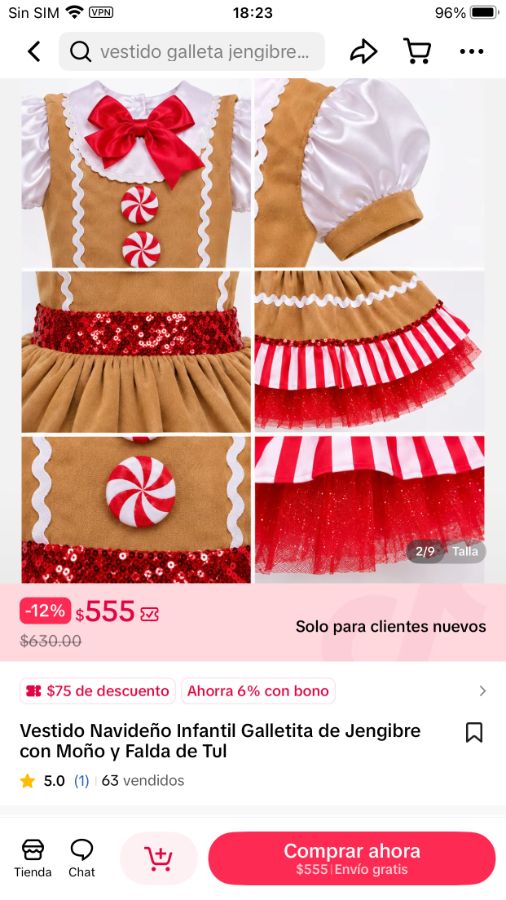 Sin SIM VPN 18:23 96%
vestido galleta jengibre...
2/9 Talla
-12% $555
$630.00
Solo para clientes nuevos
$75 de descuento Ahorra 6% con bono
Vestido Navideño Infantil Galletita de Jengibre
con Moño y Falda de Tul
5.0 (1) 63 vendidos
Tienda
Chat
Comprar ahora
$555 Envío gratis